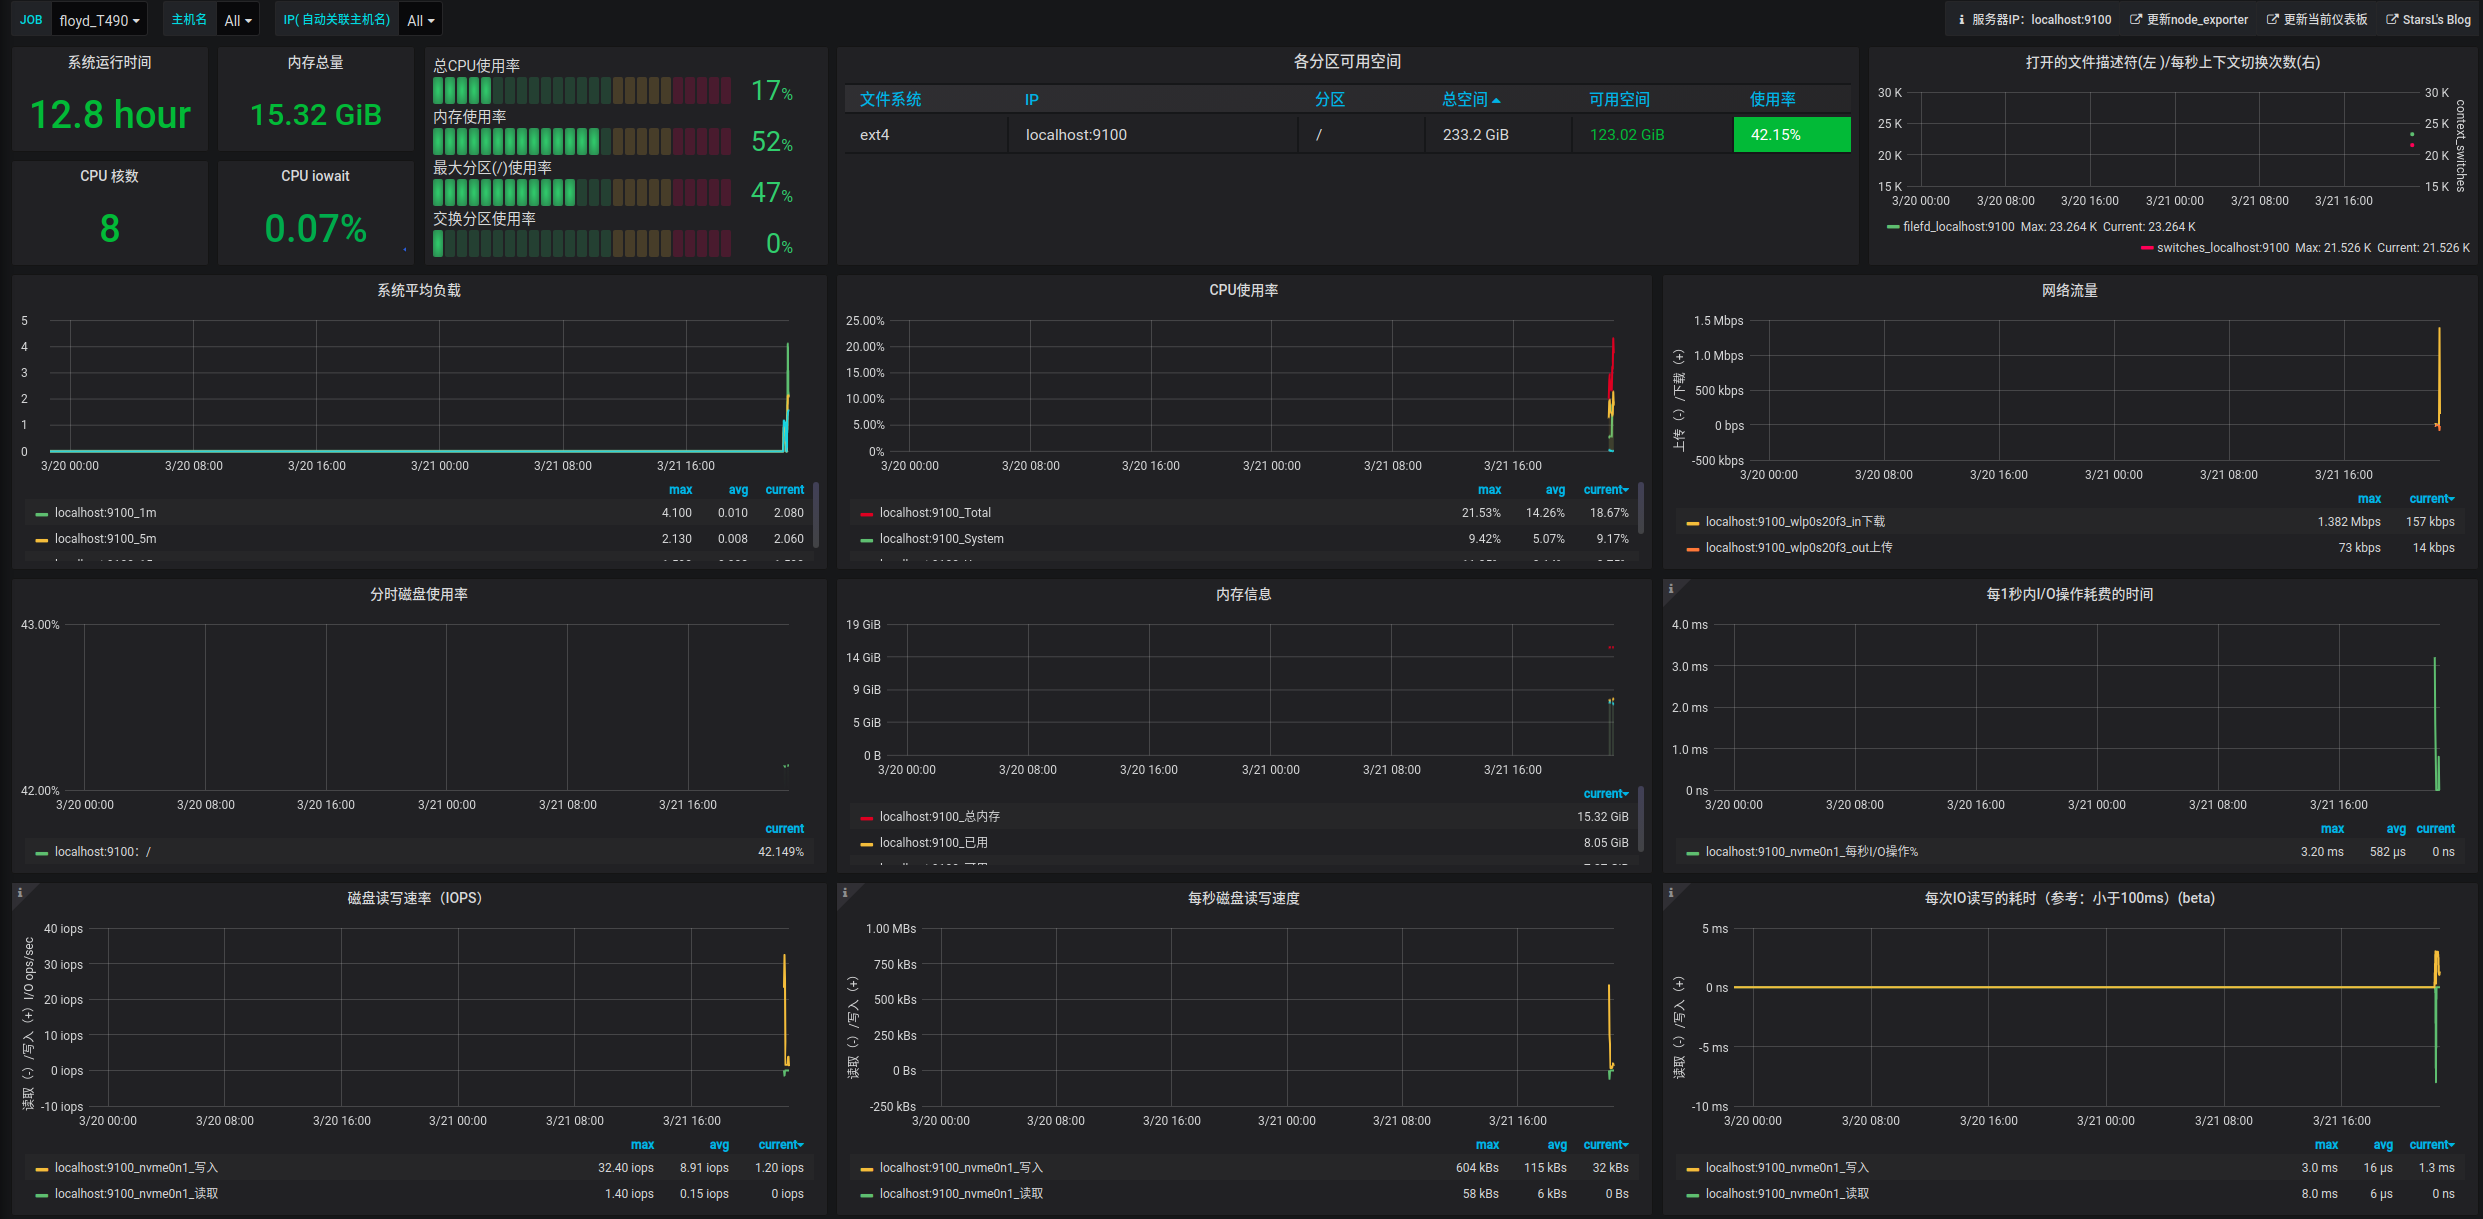 JOB floyd_T490 主机名 All IP( 自动关联主机名) All
服务器IP：localhost:9100 更新node_exporter 更新当前仪表板 StarsL's Blog
系统运行时间
12.8 hour
内存总量
15.32 GiB
CPU 核数
8
CPU iowait
0.07%
总CPU使用率
17%
内存使用率
52%
最大分区(/)使用率
47%
交换分区使用率
0%
各分区可用空间
文件系统 IP 分区 总空间 可用空间 使用率
ext4 localhost:9100 / 233.2 GiB 123.02 GiB 42.15%
打开的文件描述符(左 )/每秒上下文切换次数(右)
30 K 30 K
25 K 25 K
20 K 20 K
15 K 15 K
context_switches
3/20 00:00 3/20 08:00 3/20 16:00 3/21 00:00 3/21 08:00 3/21 16:00
filefd_localhost:9100 Max: 23.264 K Current: 23.264 K
switches_localhost:9100 Max: 21.526 K Current: 21.526 K
系统平均负载
5
4
3
2
1
0
3/20 00:00 3/20 08:00 3/20 16:00 3/21 00:00 3/21 08:00 3/21 16:00
max avg current
localhost:9100_1m 4.100 0.010 2.080
localhost:9100_5m 2.130 0.008 2.060
CPU使用率
25.00%
20.00%
15.00%
10.00%
5.00%
0%
3/20 00:00 3/20 08:00 3/20 16:00 3/21 00:00 3/21 08:00 3/21 16:00
max avg current
localhost:9100_Total 21.53% 14.26% 18.67%
localhost:9100_System 9.42% 5.07% 9.17%
网络流量
上传（-）/下载（+）
1.5 Mbps
1.0 Mbps
500 kbps
0 bps
-500 kbps
3/20 00:00 3/20 08:00 3/20 16:00 3/21 00:00 3/21 08:00 3/21 16:00
max current
localhost:9100_wlp0s20f3_in下载 1.382 Mbps 157 kbps
localhost:9100_wlp0s20f3_out上传 73 kbps 14 kbps
分时磁盘使用率
43.00%
42.00%
3/20 00:00 3/20 08:00 3/20 16:00 3/21 00:00 3/21 08:00 3/21 16:00
current
localhost:9100：/ 42.149%
内存信息
19 GiB
14 GiB
9 GiB
5 GiB
0 B
3/20 00:00 3/20 08:00 3/20 16:00 3/21 00:00 3/21 08:00 3/21 16:00
current
localhost:9100_总内存 15.32 GiB
localhost:9100_已用 8.05 GiB
每1秒内I/O操作耗费的时间
4.0 ms
3.0 ms
2.0 ms
1.0 ms
0 ns
3/20 00:00 3/20 08:00 3/20 16:00 3/21 00:00 3/21 08:00 3/21 16:00
max avg current
localhost:9100_nvme0n1_每秒I/O操作% 3.20 ms 582 µs 0 ns
磁盘读写速率（IOPS）
读取（-）/写入（+）I/O ops/sec
40 iops
30 iops
20 iops
10 iops
0 iops
-10 iops
3/20 00:00 3/20 08:00 3/20 16:00 3/21 00:00 3/21 08:00 3/21 16:00
max avg current
localhost:9100_nvme0n1_写入 32.40 iops 8.91 iops 1.20 iops
localhost:9100_nvme0n1_读取 1.40 iops 0.15 iops 0 iops
每秒磁盘读写速度
读取（-）/写入（+）
1.00 MBs
750 kBs
500 kBs
250 kBs
0 Bs
-250 kBs
3/20 00:00 3/20 08:00 3/20 16:00 3/21 00:00 3/21 08:00 3/21 16:00
max avg current
localhost:9100_nvme0n1_写入 604 kBs 115 kBs 32 kBs
localhost:9100_nvme0n1_读取 58 kBs 6 kBs 0 Bs
每次IO读写的耗时（参考：小于100ms）(beta)
读取（-）/写入（+）
5 ms
0 ns
-5 ms
-10 ms
3/20 00:00 3/20 08:00 3/20 16:00 3/21 00:00 3/21 08:00 3/21 16:00
max avg current
localhost:9100_nvme0n1_写入 3.0 ms 16 µs 1.3 ms
localhost:9100_nvme0n1_读取 8.0 ms 6 µs 0 ns